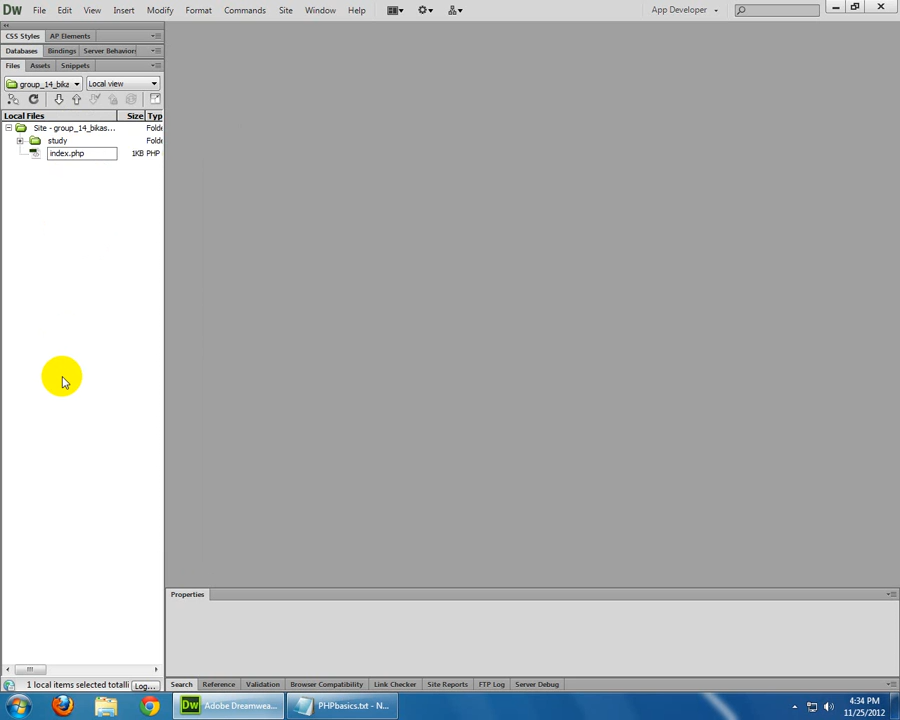 Dw File Edit View Insert Modify Format Commands Site Window Help App Developer
CSS Styles AP Elements
Databases Bindings Server Behaviors
Files Assets Snippets
group_14_bika Local view
Local Files Size Typ
Site - group_14_bikas... Folde
study Folde
index.php 1KB PHP
Properties
1 local items selected totalli Log...
Search Reference Validation Browser Compatibility Link Checker Site Reports FTP Log Server Debug
Dw Adobe Dreamwea... PHPbasics.txt - N...
4:34 PM
11/25/2012